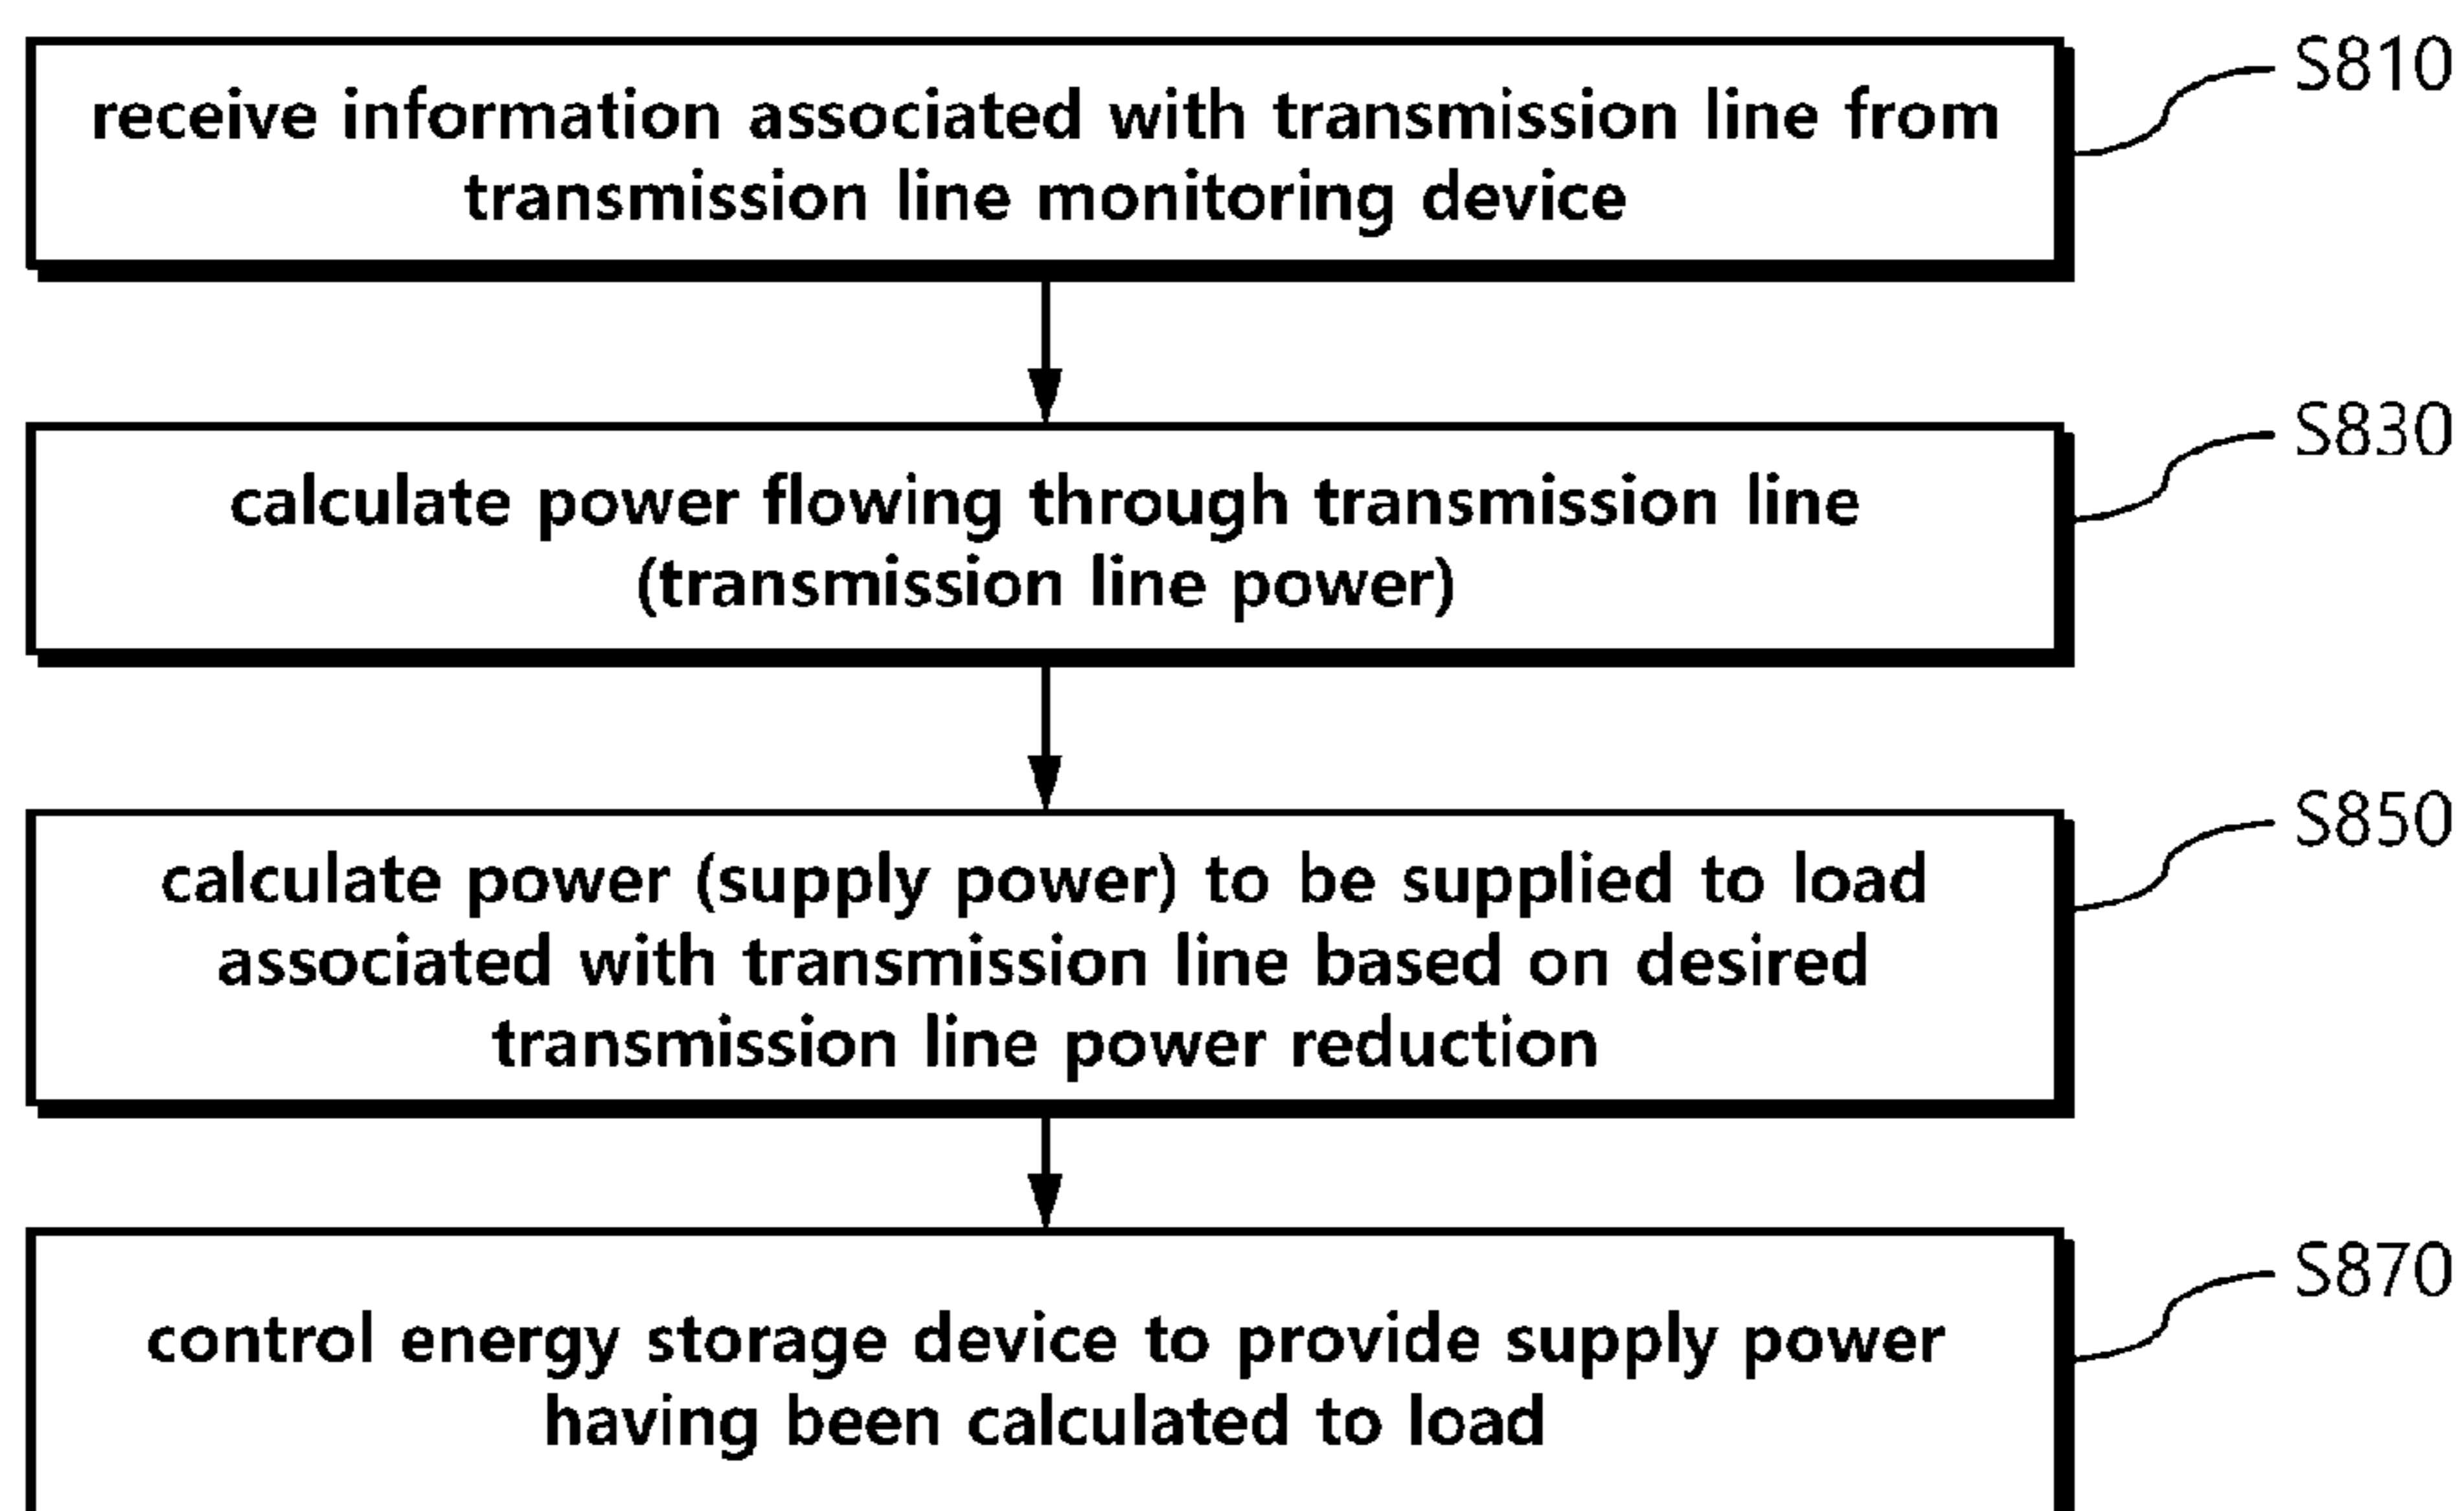 receive information associated with transmission line from
transmission line monitoring device
S810
calculate power flowing through transmission line
(transmission line power)
S830
calculate power (supply power) to be supplied to load
associated with transmission line based on desired
transmission line power reduction
S850
control energy storage device to provide supply power
having been calculated to load
S870